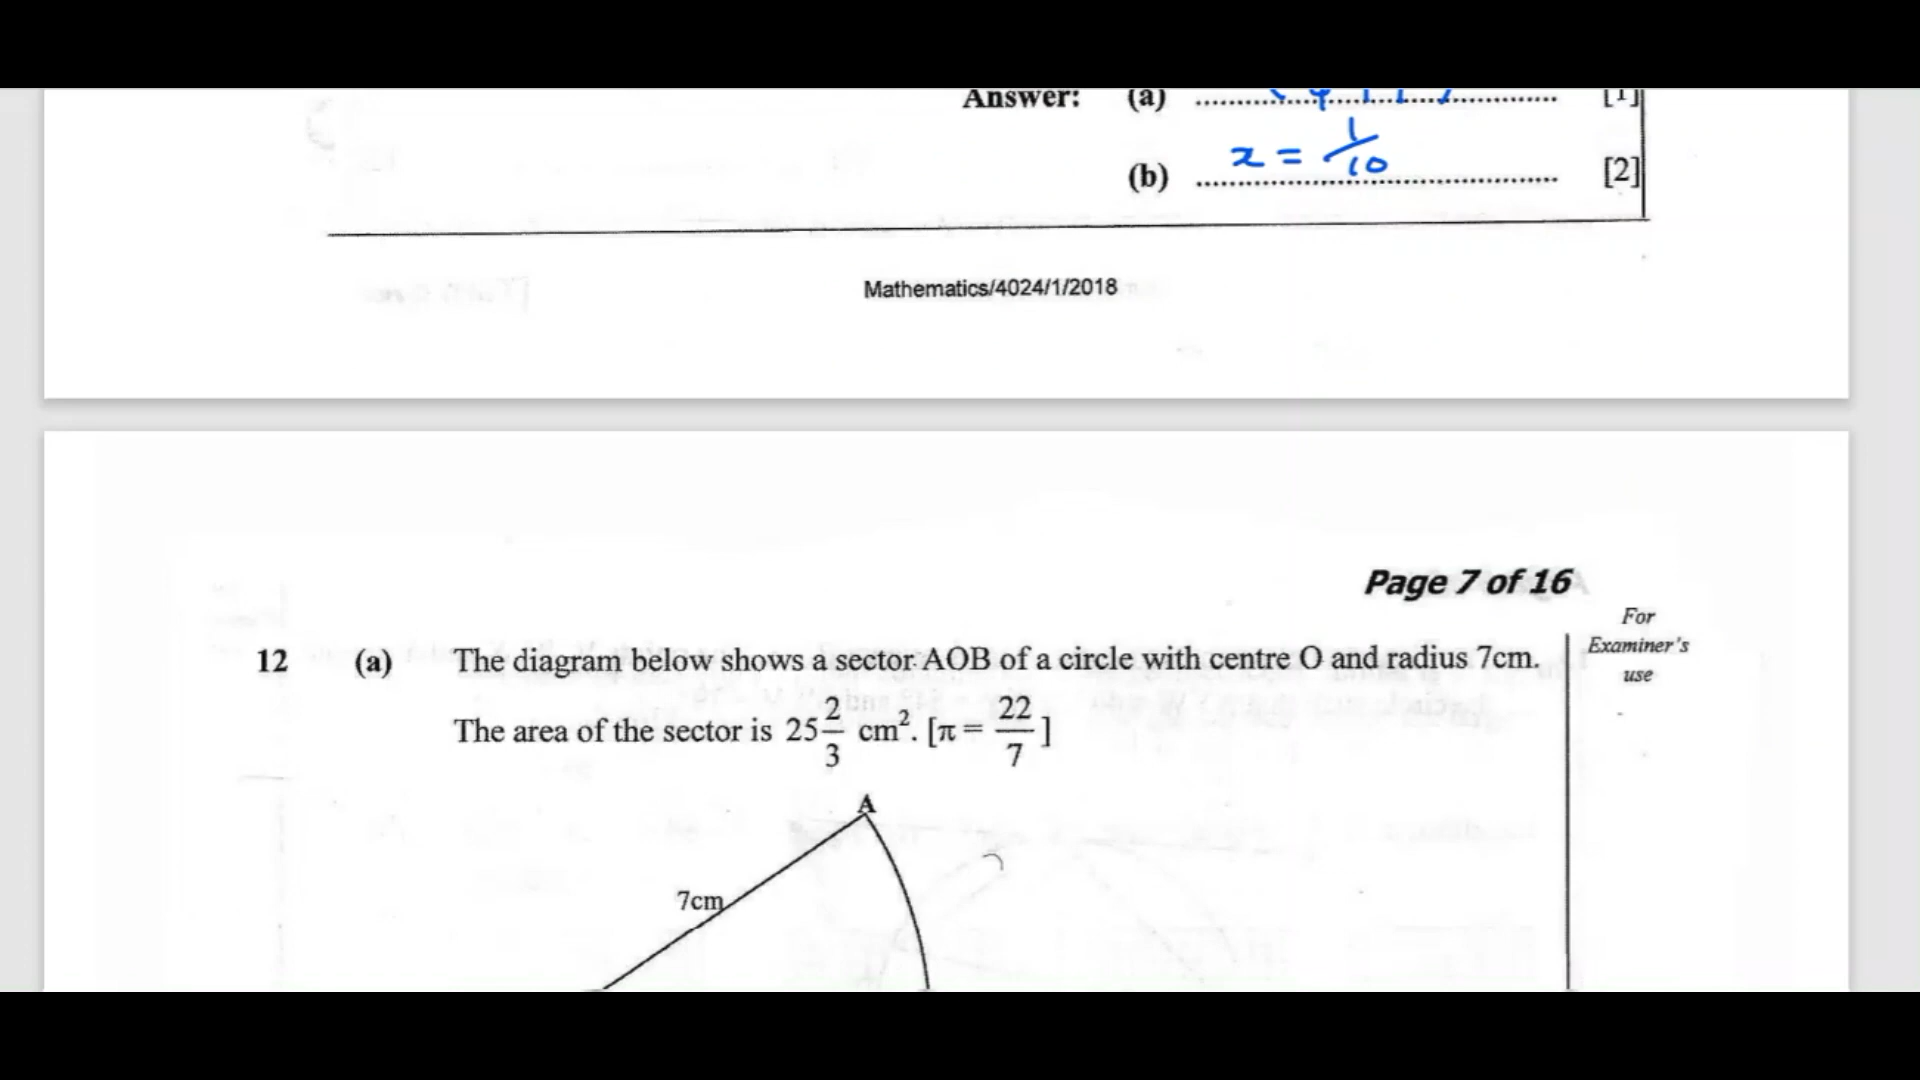 Answer: (a) .................................. [1]
(b) x = 1/10 [2]
Mathematics/4024/1/2018
Page 7 of 16
For
Examiner's
use
12 (a) The diagram below shows a sector AOB of a circle with centre O and radius 7cm.
The area of the sector is 25 2/3 cm². [π = 22/7]
A
7cm